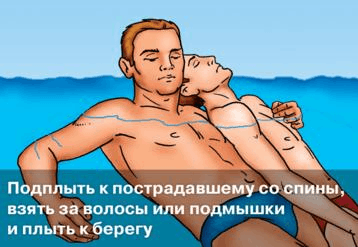 Подплыть к пострадавшему со спины,
взять за волосы или подмышки
и плыть к берегу